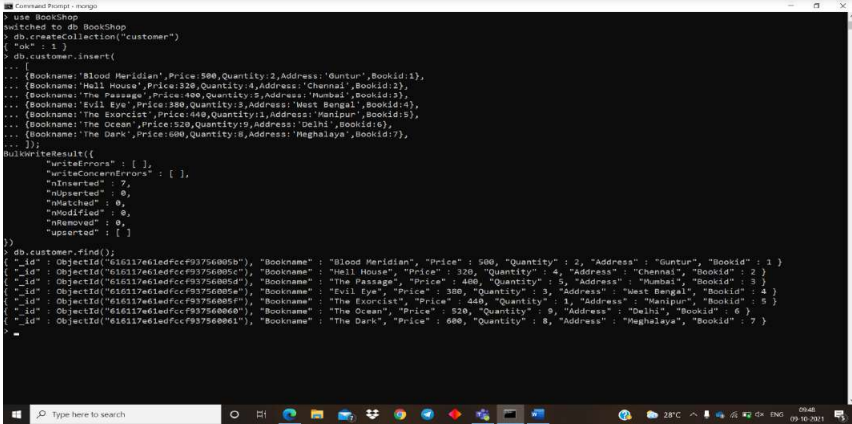 Command Prompt - mongo
> use BookShop
switched to db BookShop
> db.createCollection("customer")
{ "ok" : 1 }
> db.customer.insert(
... [
... {Bookname:'Blood Meridian',Price:500,Quantity:2,Address:'Guntur',Bookid:1},
... {Bookname:'Hell House',Price:320,Quantity:4,Address:'Chennai',Bookid:2},
... {Bookname:'The Passage',Price:400,Quantity:5,Address:'Mumbai',Bookid:3},
... {Bookname:'Evil Eye',Price:380,Quantity:3,Address:'West Bengal',Bookid:4},
... {Bookname:'The Exorcist',Price:440,Quantity:1,Address:'Manipur',Bookid:5},
... {Bookname:'The Ocean',Price:520,Quantity:9,Address:'Delhi',Bookid:6},
... {Bookname:'The Dark',Price:600,Quantity:8,Address:'Meghalaya',Bookid:7},
... ]);
BulkWriteResult({
"writeErrors" : [ ],
"writeConcernErrors" : [ ],
"nInserted" : 7,
"nUpserted" : 0,
"nMatched" : 0,
"nModified" : 0,
"nRemoved" : 0,
"upserted" : [ ]
})
> db.customer.find();
{ "_id" : ObjectId("616117e61edfccf93756005b"), "Bookname" : "Blood Meridian", "Price" : 500, "Quantity" : 2, "Address" : "Guntur", "Bookid" : 1 }
{ "_id" : ObjectId("616117e61edfccf93756005c"), "Bookname" : "Hell House", "Price" : 320, "Quantity" : 4, "Address" : "Chennai", "Bookid" : 2 }
{ "_id" : ObjectId("616117e61edfccf93756005d"), "Bookname" : "The Passage", "Price" : 400, "Quantity" : 5, "Address" : "Mumbai", "Bookid" : 3 }
{ "_id" : ObjectId("616117e61edfccf93756005e"), "Bookname" : "Evil Eye", "Price" : 380, "Quantity" : 3, "Address" : "West Bengal", "Bookid" : 4 }
{ "_id" : ObjectId("616117e61edfccf93756005f"), "Bookname" : "The Exorcist", "Price" : 440, "Quantity" : 1, "Address" : "Manipur", "Bookid" : 5 }
{ "_id" : ObjectId("616117e61edfccf937560060"), "Bookname" : "The Ocean", "Price" : 520, "Quantity" : 9, "Address" : "Delhi", "Bookid" : 6 }
{ "_id" : ObjectId("616117e61edfccf937560061"), "Bookname" : "The Dark", "Price" : 600, "Quantity" : 8, "Address" : "Meghalaya", "Bookid" : 7 }
>
Type here to search
28°C
ENG
09:48
09-10-2021